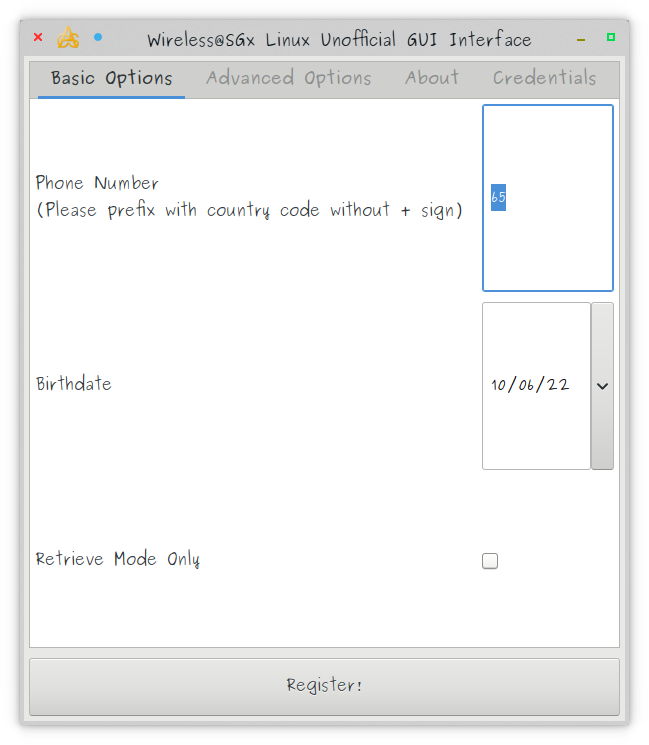 Wireless@SGx Linux Unofficial GUI Interface
Basic Options Advanced Options About Credentials
Phone Number
(Please prefix with country code without + sign)
65
Birthdate
10/06/22
Retrieve Mode Only
Register!